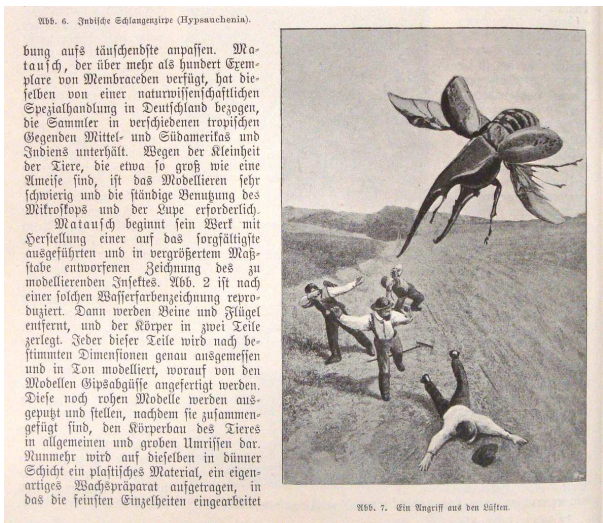 Abb. 6. Indische Schlangenzirpe (Hypsauchenia).
bung aufs täuschendste anpassen. Ma-
tausch, der über mehr als hundert Exem-
plare von Membraceden verfügt, hat die-
selben von einer naturwissenschaftlichen
Spezialhandlung in Deutschland bezogen,
die Sammler in verschiedenen tropischen
Gegenden Mittel- und Südamerikas und
Indiens unterhält. Wegen der Kleinheit
der Tiere, die etwa so groß wie eine
Ameise sind, ist das Modellieren sehr
schwierig und die ständige Benutzung des
Mikroskops und der Lupe erforderlich.
Matausch beginnt sein Werk mit
Herstellung einer auf das sorgfältigste
ausgeführten und in vergrößertem Maß-
stabe entworfenen Zeichnung des zu
modellierenden Insektes. Abb. 2 ist nach
einer solchen Wasserfarbenzeichnung repro-
duziert. Dann werden Beine und Flügel
entfernt, und der Körper in zwei Teile
zerlegt. Jeder dieser Teile wird nach be-
stimmten Dimensionen genau ausgemessen
und in Ton modelliert, worauf von den
Modellen Gipsabgüsse angefertigt werden.
Diese noch rohen Modelle werden aus-
geputzt und stellen, nachdem sie zusammen-
gefügt sind, den Körperbau des Tieres
in allgemeinen und groben Umrissen dar.
Nunmehr wird auf dieselben in dünner
Schicht ein plastisches Material, ein eigen-
artiges Wachspräparat aufgetragen, in
das die feinsten Einzelheiten eingearbeitet
Abb. 7. Ein Angriff aus den Lüften.